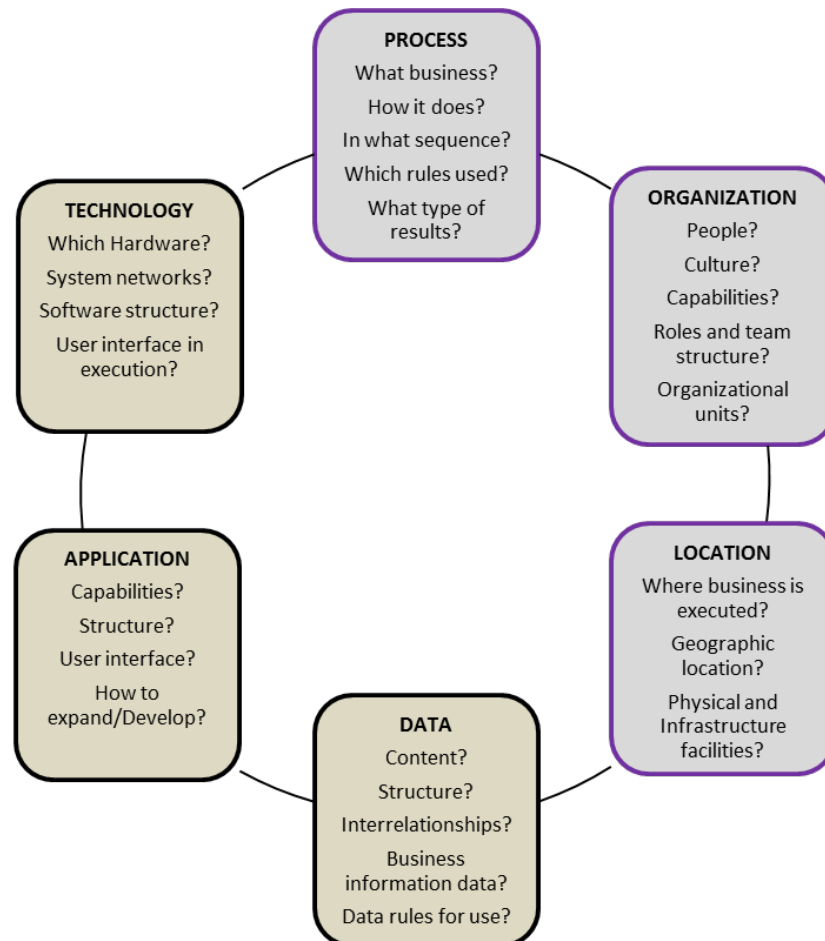 PROCESS
What business?
How it does?
In what sequence?
Which rules used?
What type of
results?
ORGANIZATION
People?
Culture?
Capabilities?
Roles and team
structure?
Organizational
units?
LOCATION
Where business is
executed?
Geographic
location?
Physical and
Infrastructure
facilities?
DATA
Content?
Structure?
Interrelationships?
Business
information data?
Data rules for use?
APPLICATION
Capabilities?
Structure?
User interface?
How to
expand/Develop?
TECHNOLOGY
Which Hardware?
System networks?
Software structure?
User interface in
execution?